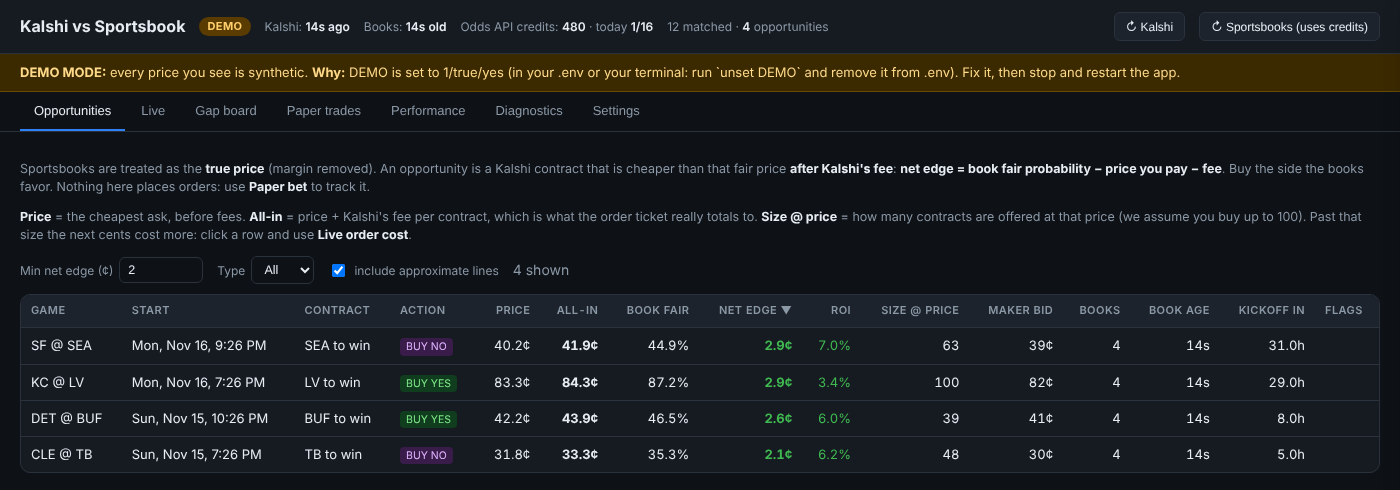 Kalshi vs Sportsbook DEMO Kalshi: 14s ago Books: 14s old Odds API credits: 480 · today 1/16 12 matched · 4 opportunities ↻ Kalshi ↻ Sportsbooks (uses credits)
DEMO MODE: every price you see is synthetic. Why: DEMO is set to 1/true/yes (in your .env or your terminal: run `unset DEMO` and remove it from .env). Fix it, then stop and restart the app.
Opportunities Live Gap board Paper trades Performance Diagnostics Settings
Sportsbooks are treated as the true price (margin removed). An opportunity is a Kalshi contract that is cheaper than that fair price after Kalshi's fee: net edge = book fair probability − price you pay − fee. Buy the side the books
favor. Nothing here places orders: use Paper bet to track it.
Price = the cheapest ask, before fees. All-in = price + Kalshi's fee per contract, which is what the order ticket really totals to. Size @ price = how many contracts are offered at that price (we assume you buy up to 100). Past that
size the next cents cost more: click a row and use Live order cost.
Min net edge (¢) 2 Type All include approximate lines 4 shown
GAME START CONTRACT ACTION PRICE ALL-IN BOOK FAIR NET EDGE ▼ ROI SIZE @ PRICE MAKER BID BOOKS BOOK AGE KICKOFF IN FLAGS
SF @ SEA Mon, Nov 16, 9:26 PM SEA to win BUY NO 40.2¢ 41.9¢ 44.9% 2.9¢ 7.0% 63 39¢ 4 14s 31.0h
KC @ LV Mon, Nov 16, 7:26 PM LV to win BUY YES 83.3¢ 84.3¢ 87.2% 2.9¢ 3.4% 100 82¢ 4 14s 29.0h
DET @ BUF Sun, Nov 15, 10:26 PM BUF to win BUY YES 42.2¢ 43.9¢ 46.5% 2.6¢ 6.0% 39 41¢ 4 14s 8.0h
CLE @ TB Sun, Nov 15, 7:26 PM TB to win BUY NO 31.8¢ 33.3¢ 35.3% 2.1¢ 6.2% 48 30¢ 4 14s 5.0h